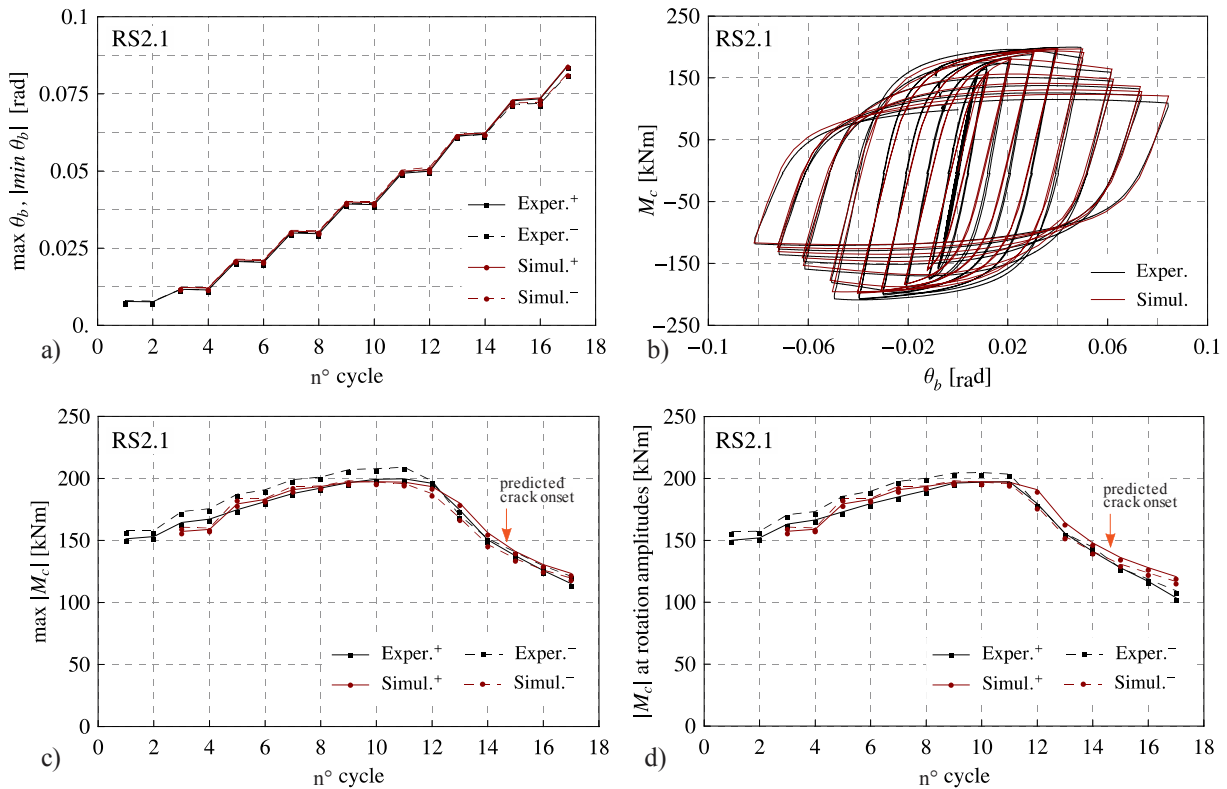 RS2.1
max θb, |min θb| [rad]
0.1
0.075
0.05
0.025
0.
Exper.+
Exper.−
Simul.+
Simul.−
0 2 4 6 8 10 12 14 16 18
n° cycle
a)
RS2.1
Mc [kNm]
250
150
50
−50
−150
−250
Exper.
Simul.
−0.1 −0.06 −0.02 0.02 0.06 0.1
θb [rad]
b)
RS2.1
max |Mc| [kNm]
250
200
150
100
50
0
predicted
crack onset
Exper.+ Exper.−
Simul.+ Simul.−
0 2 4 6 8 10 12 14 16 18
n° cycle
c)
RS2.1
|Mc| at rotation amplitudes [kNm]
250
200
150
100
50
0
predicted
crack onset
Exper.+ Exper.−
Simul.+ Simul.−
0 2 4 6 8 10 12 14 16 18
n° cycle
d)